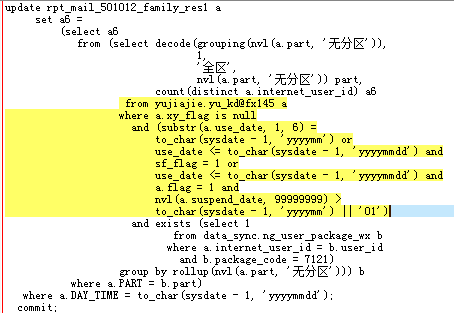 update rpt_mail_501012_family_res1 a
set a6 =
(select a6
from (select decode(grouping(nvl(a.part, '无分区')),
1,
'全区',
nvl(a.part, '无分区')) part,
count(distinct a.internet_user_id) a6
from yujiajie.yu_kd@fx145 a
where a.xy_flag is null
and (substr(a.use_date, 1, 6) =
to_char(sysdate - 1, 'yyyymm') or
use_date <= to_char(sysdate - 1, 'yyyymmdd') and
sf_flag = 1 or
use_date <= to_char(sysdate - 1, 'yyyymmdd') and
a.flag = 1 and
nvl(a.suspend_date, 99999999) >
to_char(sysdate - 1, 'yyyymm') || '01')
and exists (select 1
from data_sync.ng_user_package_wx b
where a.internet_user_id = b.user_id
and b.package_code = 7121)
group by rollup(nvl(a.part, '无分区'))) b
where a.PART = b.part)
where a.DAY_TIME = to_char(sysdate - 1, 'yyyymmdd');
commit;